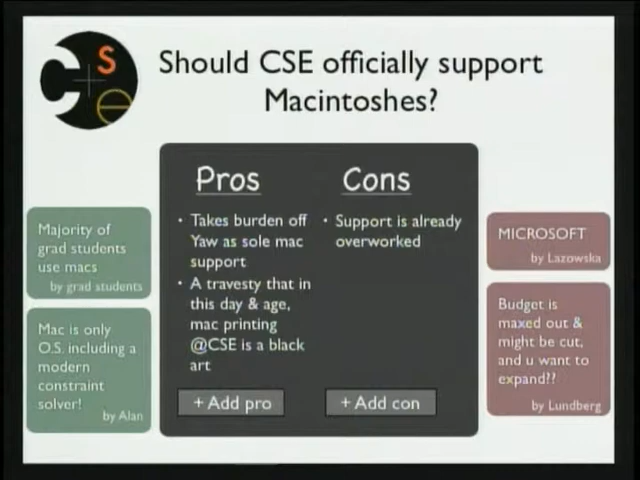 CSE
Should CSE officially support
Macintoshes?
Pros
Cons
• Takes burden off
Yaw as sole mac
support
• A travesty that in
this day & age,
mac printing
@CSE is a black
art
+ Add pro
• Support is already
overworked
+ Add con
Majority of
grad students
use macs
by grad students
Mac is only
O.S. including a
modern
constraint
solver!
by Alan
MICROSOFT
by Lazowska
Budget is
maxed out &
might be cut,
and u want to
expand??
by Lundberg